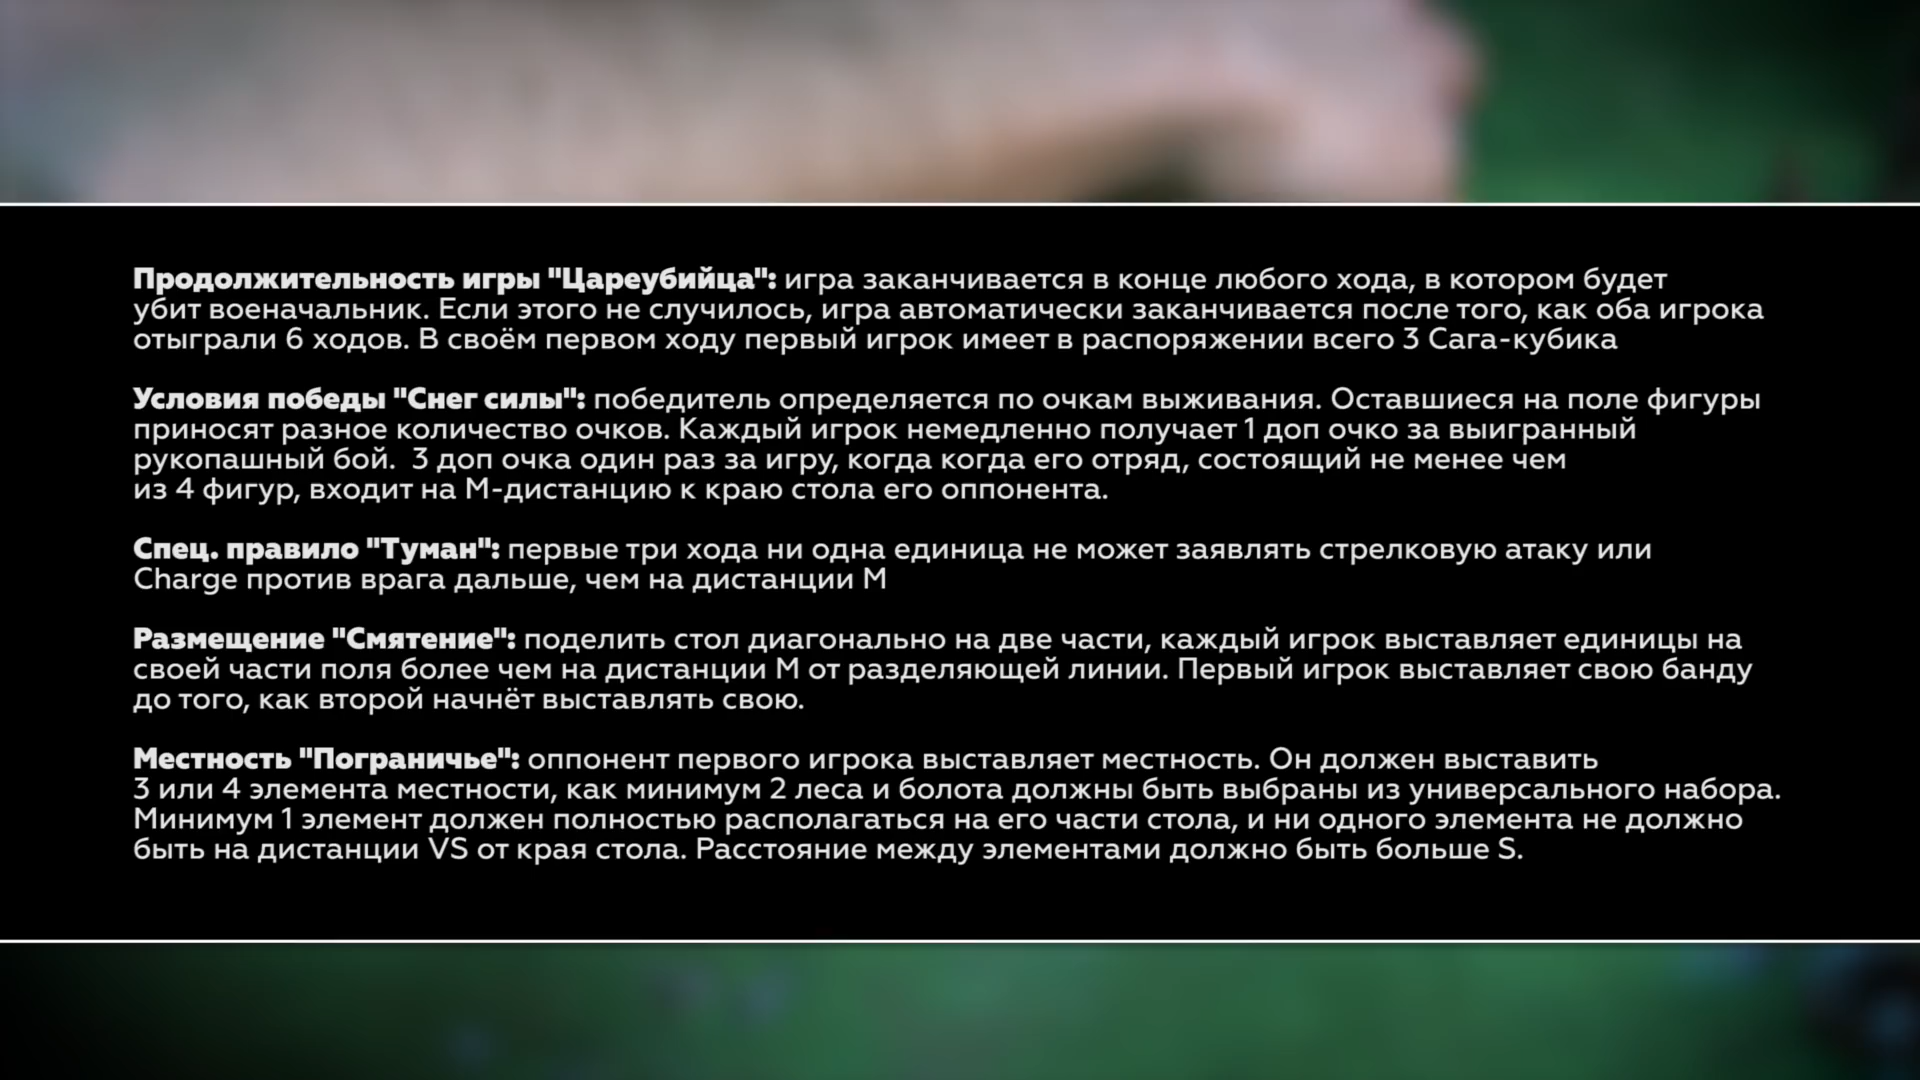 Продолжительность игры "Цареубийца": игра заканчивается в конце любого хода, в котором будет
убит военачальник. Если этого не случилось, игра автоматически заканчивается после того, как оба игрока
отыграли 6 ходов. В своём первом ходу первый игрок имеет в распоряжении всего 3 Сага-кубика
Условия победы "Снег силы": победитель определяется по очкам выживания. Оставшиеся на поле фигуры
приносят разное количество очков. Каждый игрок немедленно получает 1 доп очко за выигранный
рукопашный бой.  3 доп очка один раз за игру, когда когда его отряд, состоящий не менее чем
из 4 фигур, входит на М-дистанцию к краю стола его оппонента.
Спец. правило "Туман": первые три хода ни одна единица не может заявлять стрелковую атаку или
Charge против врага дальше, чем на дистанции М
Размещение "Смятение": поделить стол диагонально на две части, каждый игрок выставляет единицы на
своей части поля более чем на дистанции М от разделяющей линии. Первый игрок выставляет свою банду
до того, как второй начнёт выставлять свою.
Местность "Пограничье": оппонент первого игрока выставляет местность. Он должен выставить
3 или 4 элемента местности, как минимум 2 леса и болота должны быть выбраны из универсального набора.
Минимум 1 элемент должен полностью располагаться на его части стола, и ни одного элемента не должно
быть на дистанции VS от края стола. Расстояние между элементами должно быть больше S.